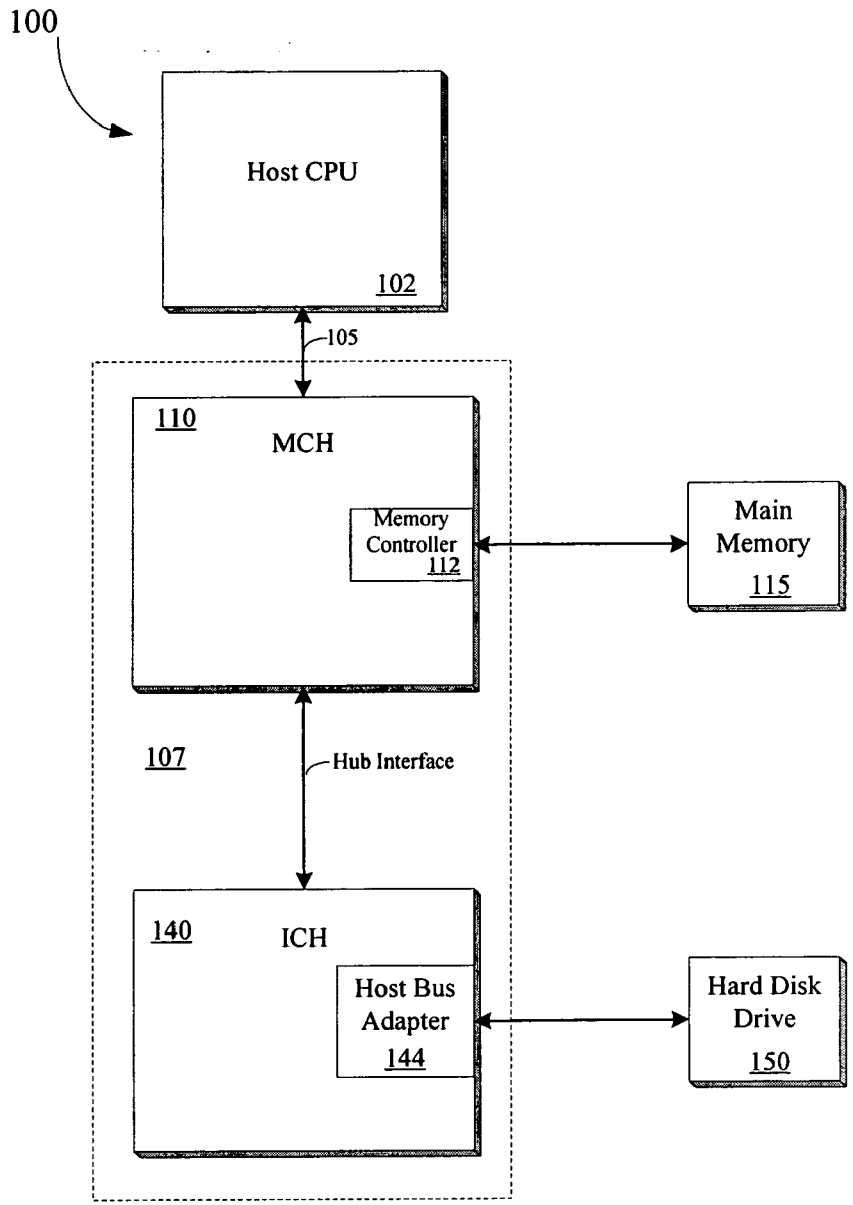 100
Host CPU
102
105
110
MCH
Memory
Controller
112
Main
Memory
115
107
Hub Interface
140
ICH
Host Bus
Adapter
144
Hard Disk
Drive
150